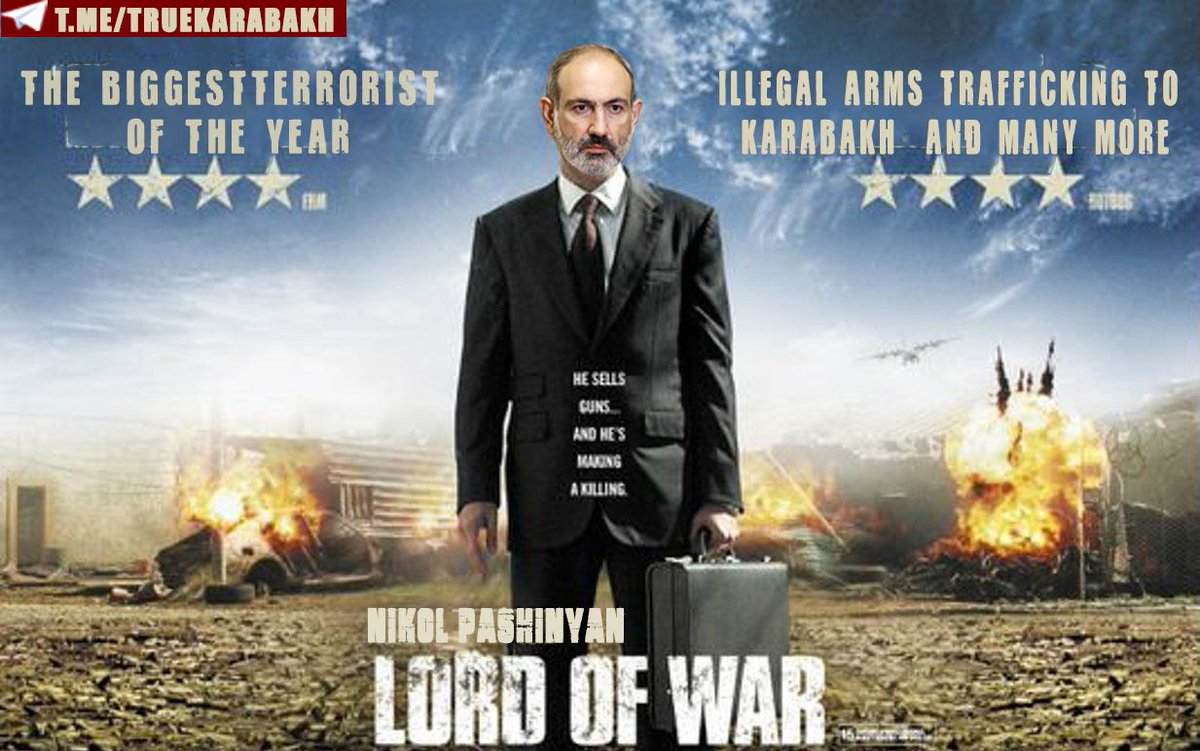 T.ME/TRUEKARABAKH
THE BIGGESTTERRORIST
OF THE YEAR
ILLEGAL ARMS TRAFFICKING TO
KARABAKH AND MANY MORE
HE SELLS
GUNS...
AND HE'S
MAKING
A KILLING.
NIKOL PASHINYAN
LORD OF WAR